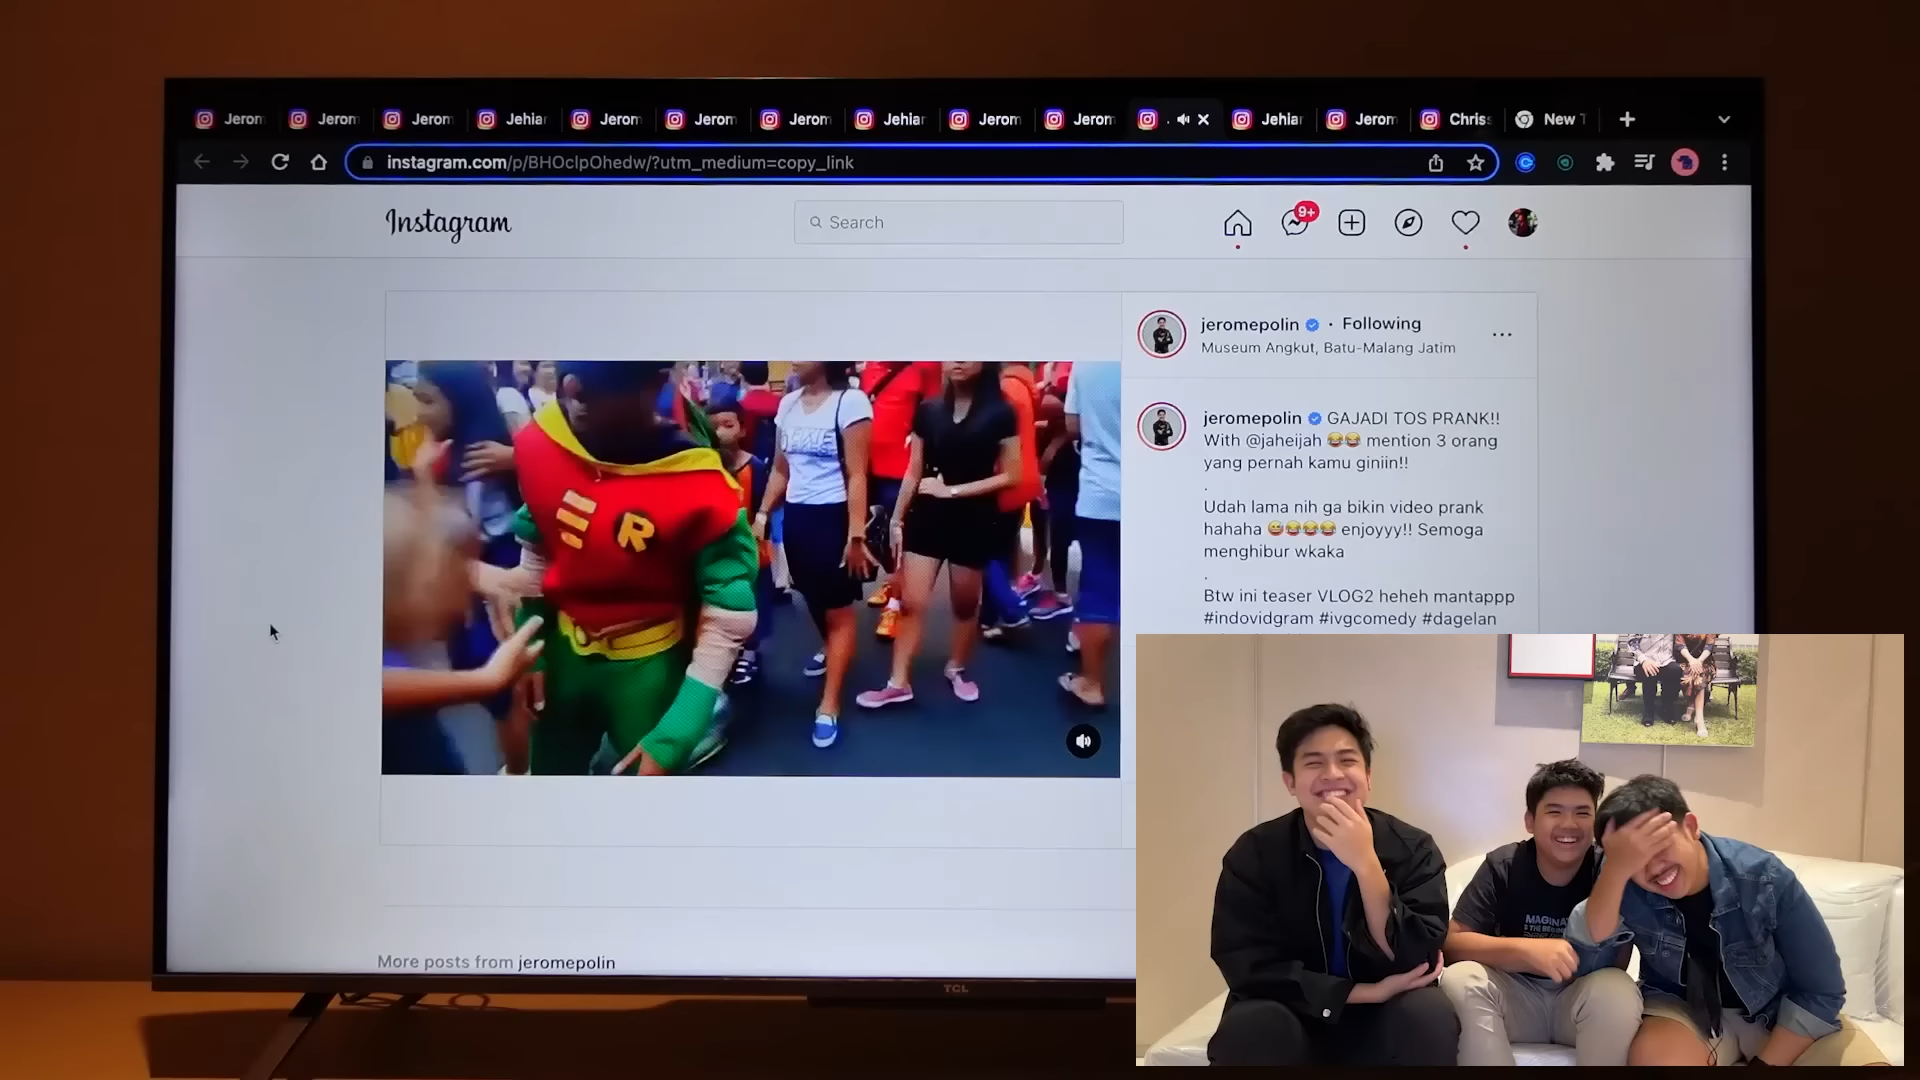 Jerom Jerom Jerom Jehiar Jerom Jerom Jerom Jehiar Jerom Jerom Jehiar Jerom Chris New T
instagram.com/p/BHOclpOhedw/?utm_medium=copy_link
Instagram
Search
9+
jeromepolin • Following
Museum Angkut, Batu-Malang Jatim
jeromepolin GAJADI TOS PRANK!!
With @jaheijah 😂😂 mention 3 orang
yang pernah kamu giniin!!
.
Udah lama nih ga bikin video prank
hahaha 😅😂😂😂 enjoyyy!! Semoga
menghibur wkaka
.
Btw ini teaser VLOG2 heheh mantappp
#indovidgram #ivgcomedy #dagelan
R
More posts from jeromepolin
TCL